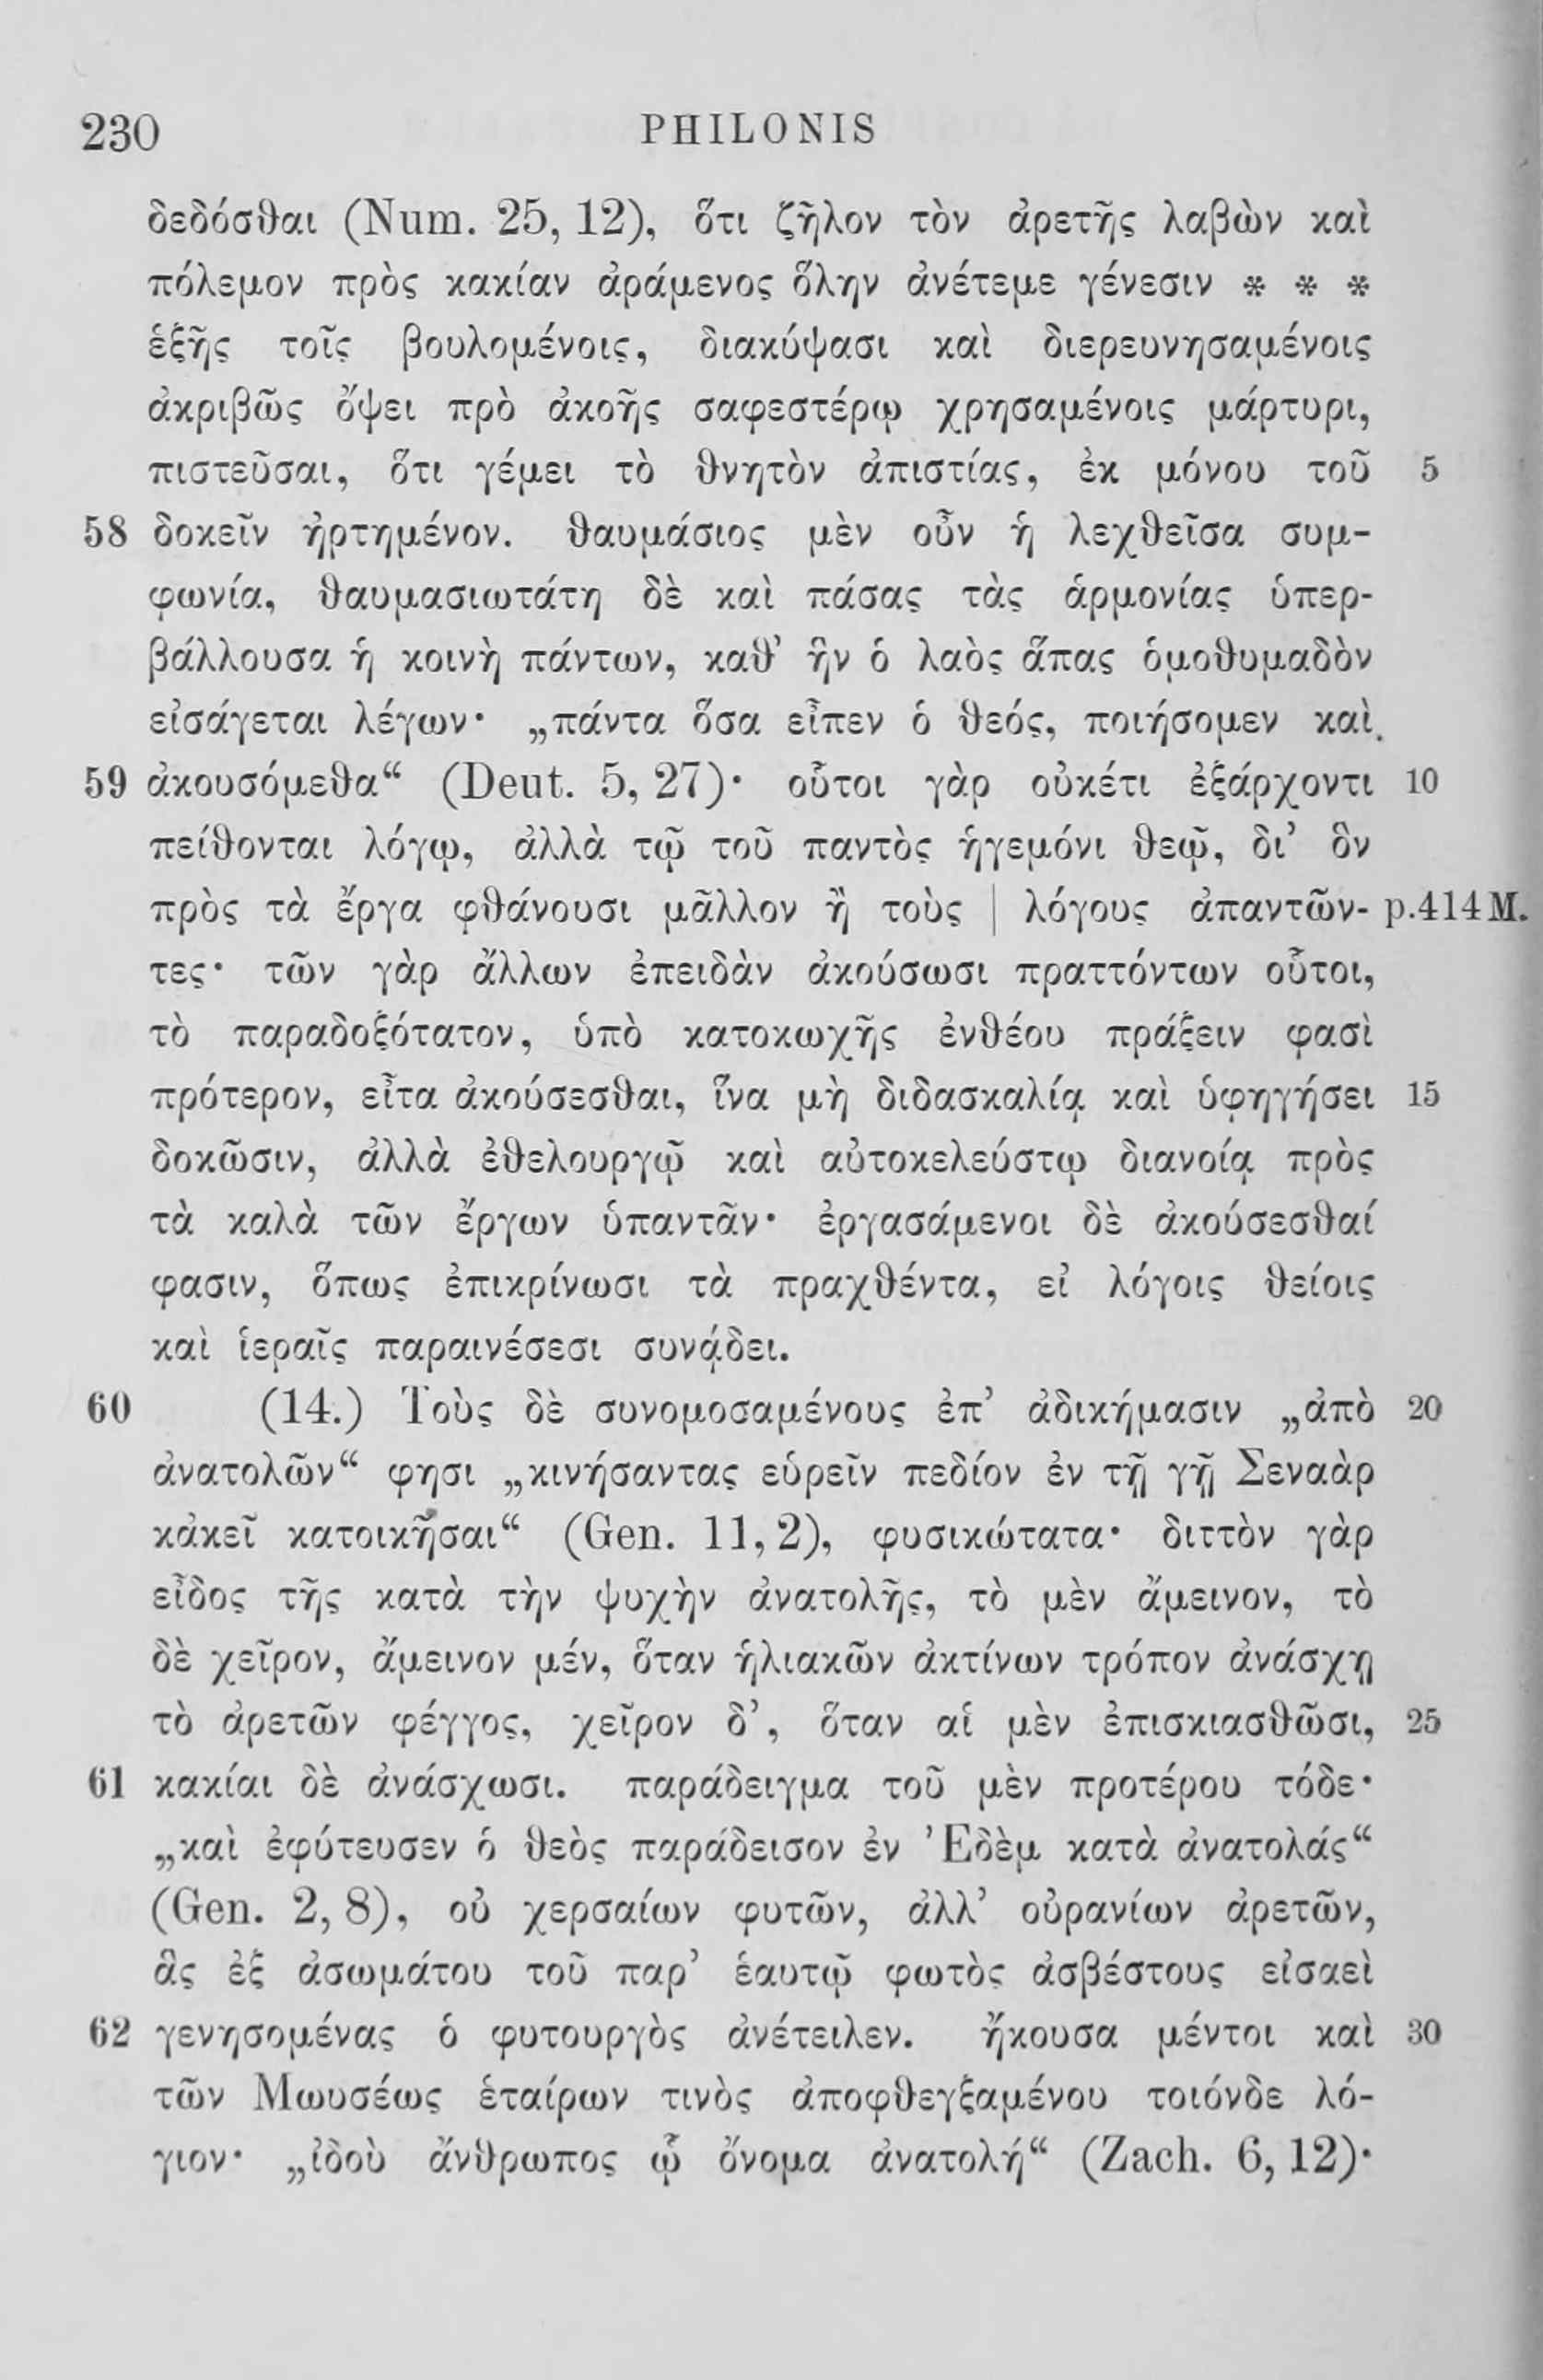 230 PHILONIS
δεδόσθαι (Num. 25, 12), ὅτι ζῆλον τὸν ἀρετῆς λαβὼν καὶ
πόλεμον πρὸς κακίαν ἀράμενος ὅλην ἀνέτεμε γένεσιν * * *
ἑξῆς τοῖς βουλομένοις, διακύψασι καὶ διερευνησαμένοις
ἀκριβῶς ὄψει πρὸ ἀκοῆς σαφεστέρῳ χρησαμένοις μάρτυρι,
πιστεῦσαι, ὅτι γέμει τὸ θνητὸν ἀπιστίας, ἐκ μόνου τοῦ 5
58 δοκεῖν ἠρτημένον. θαυμάσιος μὲν οὖν ἡ λεχθεῖσα συμ-
φωνία, θαυμασιωτάτη δὲ καὶ πάσας τὰς ἁρμονίας ὑπερ-
βάλλουσα ἡ κοινὴ πάντων, καθ’ ἣν ὁ λαὸς ἅπας ὁμοθυμαδὸν
εἰσάγεται λέγων· „πάντα ὅσα εἶπεν ὁ θεός, ποιήσομεν καὶ
59 ἀκουσόμεθα“ (Deut. 5, 27)· οὗτοι γὰρ οὐκέτι ἐξάρχοντι 10
πείθονται λόγῳ, ἀλλὰ τῷ τοῦ παντὸς ἡγεμόνι θεῷ, δι’ ὃν
πρὸς τὰ ἔργα φθάνουσι μᾶλλον ἢ τοὺς | λόγους ἀπαντῶν- p.414 M.
τες· τῶν γὰρ ἄλλων ἐπειδὰν ἀκούσωσι πραττόντων οὗτοι,
τὸ παραδοξότατον, ὑπὸ κατοκωχῆς ἐνθέου πράξειν φασὶ
πρότερον, εἶτα ἀκούσεσθαι, ἵνα μὴ διδασκαλίᾳ καὶ ὑφηγήσει 15
δοκῶσιν, ἀλλὰ ἐθελουργῷ καὶ αὐτοκελεύστῳ διανοίᾳ πρὸς
τὰ καλὰ τῶν ἔργων ὑπαντᾶν· ἐργασάμενοι δὲ ἀκούσεσθαί
φασιν, ὅπως ἐπικρίνωσι τὰ πραχθέντα, εἰ λόγοις θείοις
καὶ ἱεραῖς παραινέσεσι συνᾴδει.
60 (14.) Τοὺς δὲ συνομοσαμένους ἐπ’ ἀδικήμασιν „ἀπὸ 20
ἀνατολῶν“ φησι „κινήσαντας εὑρεῖν πεδίον ἐν τῇ γῇ Σεναὰρ
κἀκεῖ κατοικῆσαι“ (Gen. 11, 2), φυσικώτατα· διττὸν γὰρ
εἶδος τῆς κατὰ τὴν ψυχὴν ἀνατολῆς, τὸ μὲν ἄμεινον, τὸ
δὲ χεῖρον, ἄμεινον μέν, ὅταν ἡλιακῶν ἀκτίνων τρόπον ἀνάσχῃ
τὸ ἀρετῶν φέγγος, χεῖρον δ’, ὅταν αἱ μὲν ἐπισκιασθῶσι, 25
61 κακίαι δὲ ἀνάσχωσι. παράδειγμα τοῦ μὲν προτέρου τόδε·
„καὶ ἐφύτευσεν ὁ θεὸς παράδεισον ἐν Ἐδὲμ κατὰ ἀνατολάς“
(Gen. 2, 8), οὐ χερσαίων φυτῶν, ἀλλ’ οὐρανίων ἀρετῶν,
ἃς ἐξ ἀσωμάτου τοῦ παρ’ ἑαυτῷ φωτὸς ἀσβέστους εἰσαεὶ
62 γενησομένας ὁ φυτουργὸς ἀνέτειλεν. ἤκουσα μέντοι καὶ 30
τῶν Μωυσέως ἑταίρων τινὸς ἀποφθεγξαμένου τοιόνδε λό-
γιον· „ἰδοὺ ἄνθρωπος ᾧ ὄνομα ἀνατολή“ (Zach. 6, 12)·